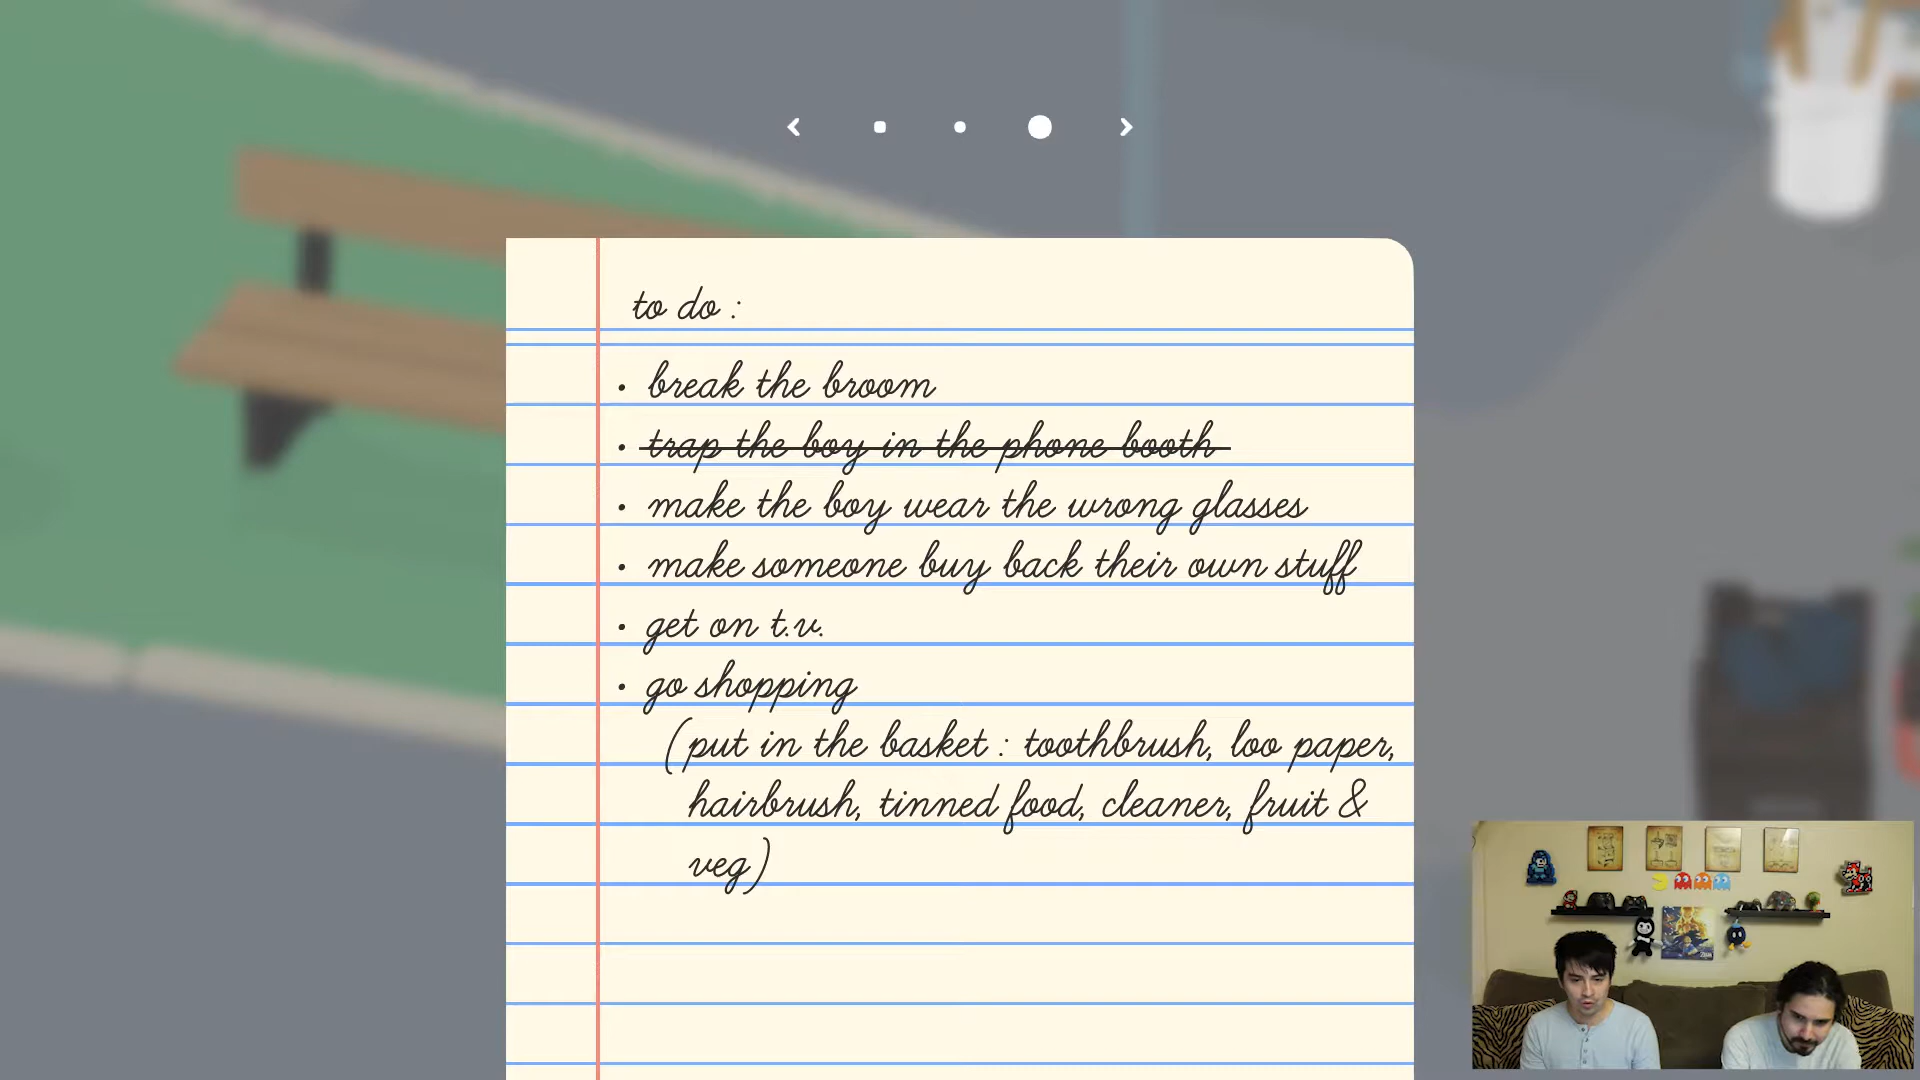 to do :
• break the broom
• trap the boy in the phone booth
• make the boy wear the wrong glasses
• make someone buy back their own stuff
• get on t.v.
• go shopping
(put in the basket : toothbrush, loo paper,
hairbrush, tinned food, cleaner, fruit &
veg)